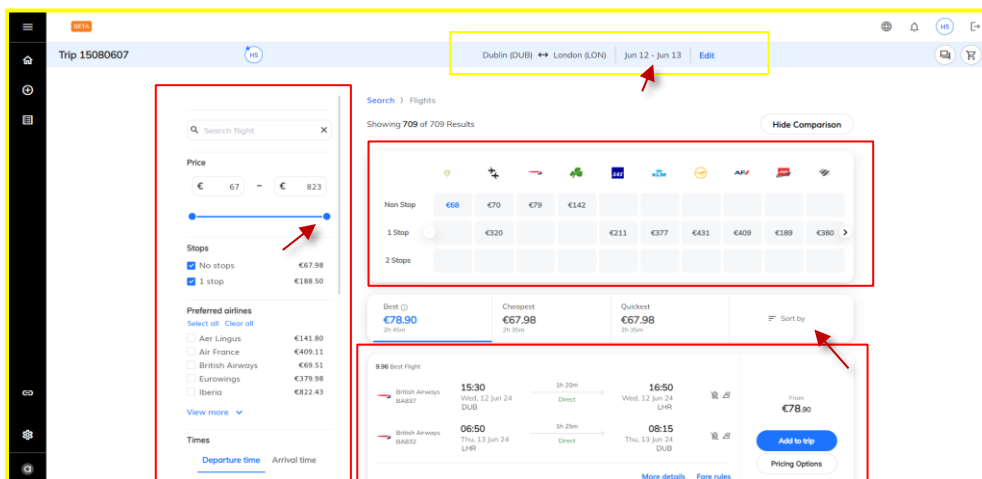 BETA
HS
Trip 15080607
HS
Dublin (DUB) ↔ London (LON) Jun 12 - Jun 13 Edit
Search > Flights
Showing 709 of 709 Results
Hide Comparison
Search flight
Price
€ 67 – € 823
Stops
No stops €67.98
1 stop €188.50
Preferred airlines
Select all Clear all
Aer Lingus €141.80
Air France €409.11
British Airways €69.51
Eurowings €379.98
Iberia €822.43
View more
Times
Departure time Arrival time
SAS KLM AF
Non Stop €68 €70 €79 €142
1 Stop €320 €211 €377 €431 €409 €189 €380
2 Stops
Best Cheapest Quickest
€78.90 €67.98 €67.98 Sort by
2h 45m 2h 35m 2h 35m
9.96 Best Flight
British Airways BA837
15:30 1h 20m 16:50
Wed, 12 Jun 24 Direct Wed, 12 Jun 24
DUB LHR
British Airways BA832
06:50 1h 25m 08:15
Thu, 13 Jun 24 Direct Thu, 13 Jun 24
LHR DUB
More details Fare rules
From
€78.90
Add to trip
Pricing Options